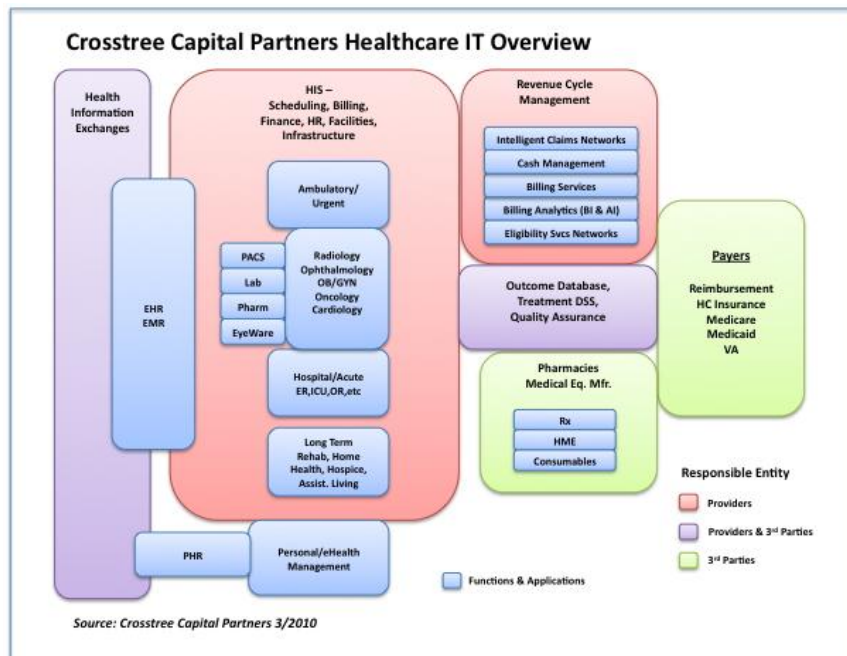 Crosstree Capital Partners Healthcare IT Overview
Health
Information
Exchanges
EHR
EMR
HIS –
Scheduling, Billing,
Finance, HR, Facilities,
Infrastructure
Ambulatory/
Urgent
PACS
Lab
Pharm
EyeWare
Radiology
Ophthalmology
OB/GYN
Oncology
Cardiology
Hospital/Acute
ER,ICU,OR,etc
Long Term
Rehab, Home
Health, Hospice,
Assist. Living
PHR
Personal/eHealth
Management
Revenue Cycle
Management
Intelligent Claims Networks
Cash Management
Billing Services
Billing Analytics (BI & AI)
Eligibility Svcs Networks
Outcome Database,
Treatment DSS,
Quality Assurance
Pharmacies
Medical Eq. Mfr.
Rx
HME
Consumables
Payers
Reimbursement
HC Insurance
Medicare
Medicaid
VA
Responsible Entity
Providers
Providers & 3rd Parties
3rd Parties
Functions & Applications
Source: Crosstree Capital Partners 3/2010